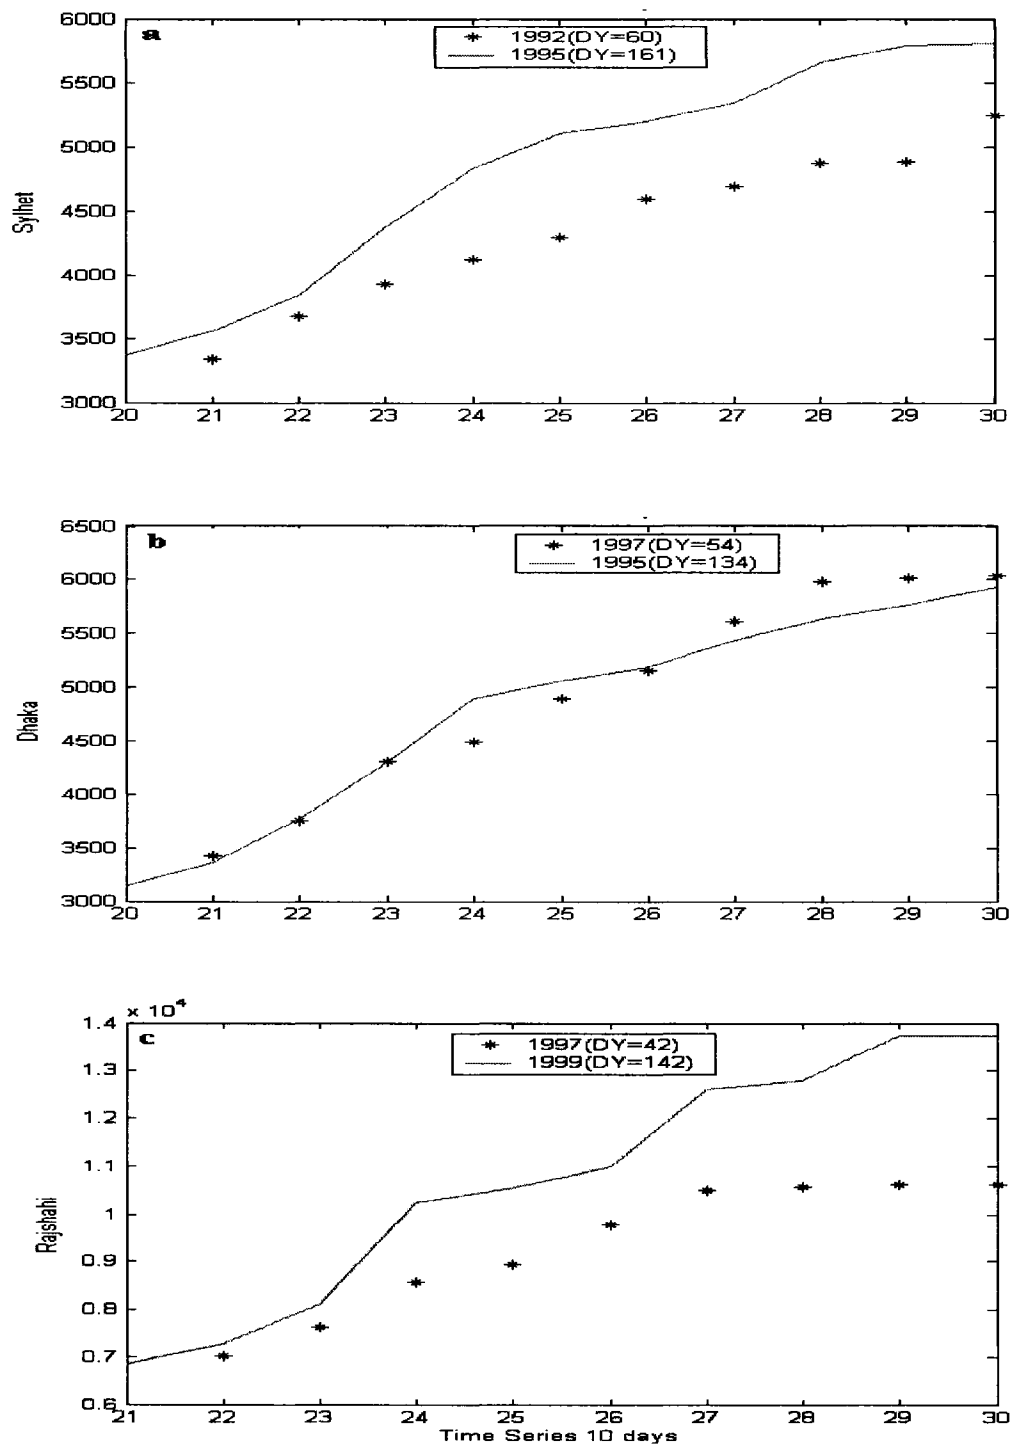 a
6000
5500
5000
4500
4000
3500
3000
Sylhet
1992(DY=60)
1995(DY=161)
20 21 22 23 24 25 26 27 28 29 30
b
6500
6000
5500
5000
4500
4000
3500
3000
Dhaka
1997(DY=54)
1995(DY=134)
20 21 22 23 24 25 26 27 28 29 30
x 10^4
c
1.4
1.3
1.2
1.1
1
0.9
0.8
0.7
0.6
Rajshahi
1997(DY=42)
1999(DY=142)
21 22 23 24 25 26 27 28 29 30
Time Series 10 days